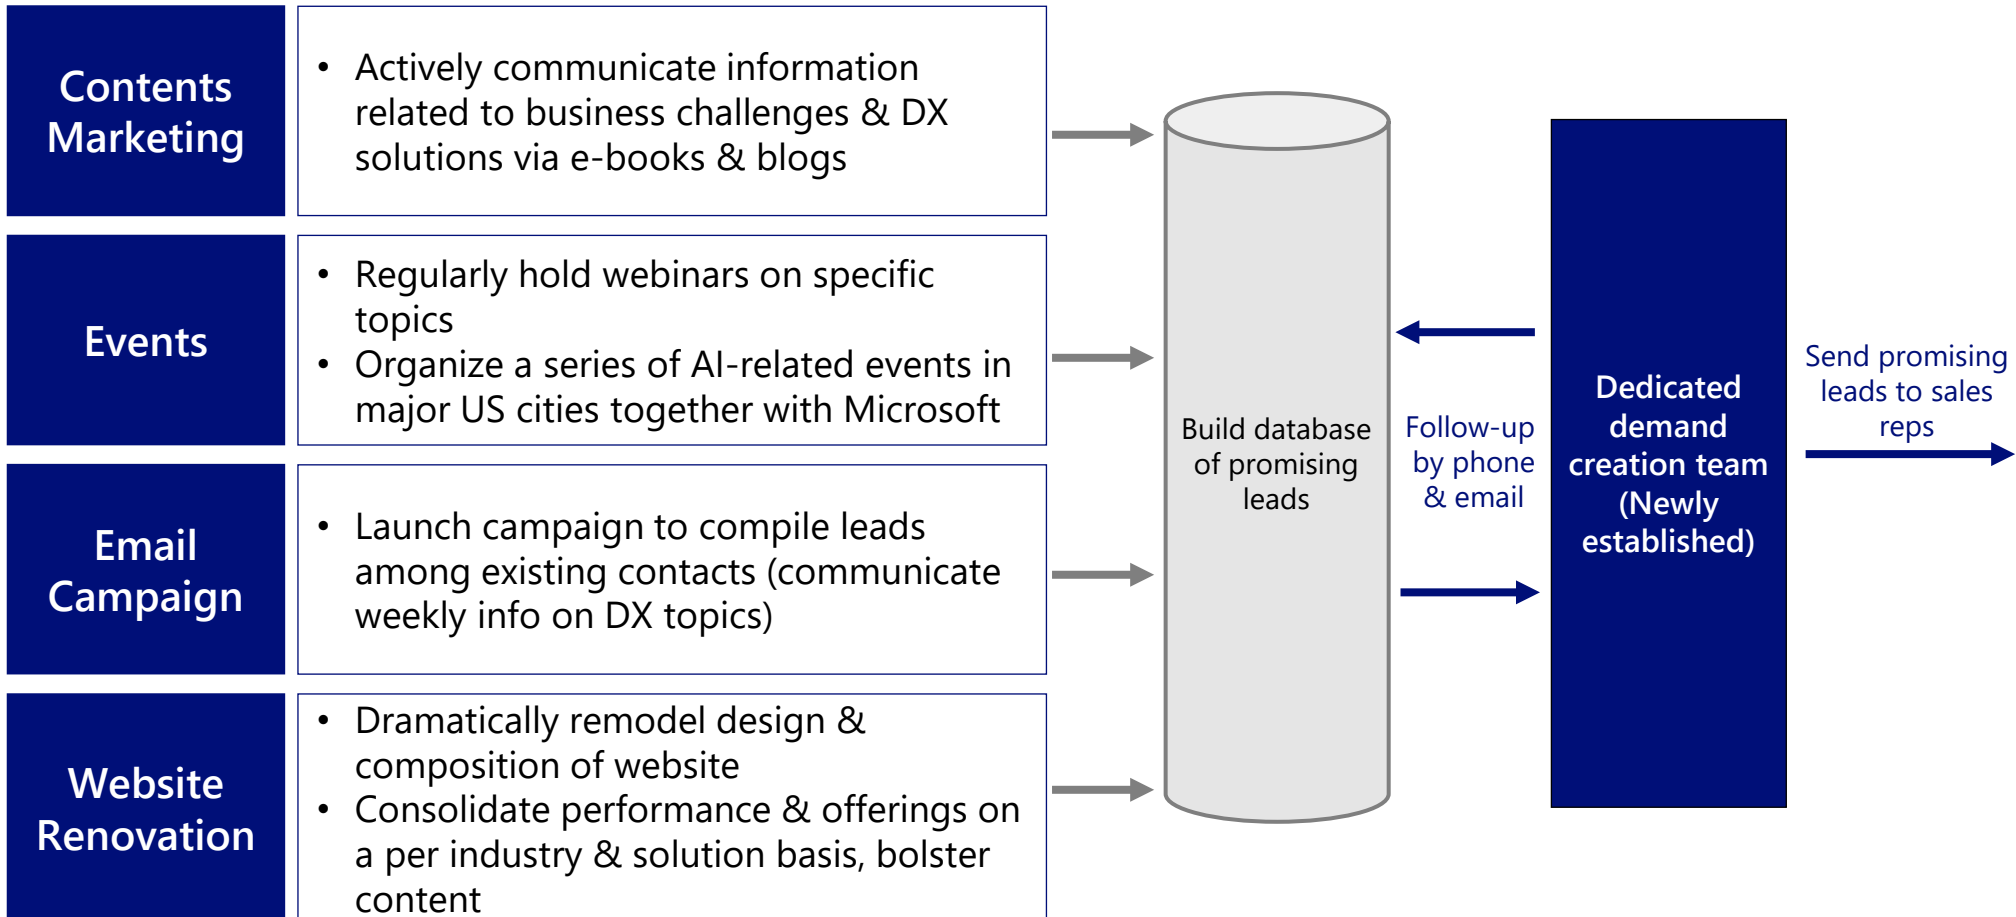 Contents
Marketing
• Actively communicate information
related to business challenges & DX
solutions via e-books & blogs
Events
• Regularly hold webinars on specific
topics
• Organize a series of AI-related events in
major US cities together with Microsoft
Email
Campaign
• Launch campaign to compile leads
among existing contacts (communicate
weekly info on DX topics)
Website
Renovation
• Dramatically remodel design &
composition of website
• Consolidate performance & offerings on
a per industry & solution basis, bolster
content
Build database
of promising
leads
Follow-up
by phone
& email
Dedicated
demand
creation team
(Newly
established)
Send promising
leads to sales
reps